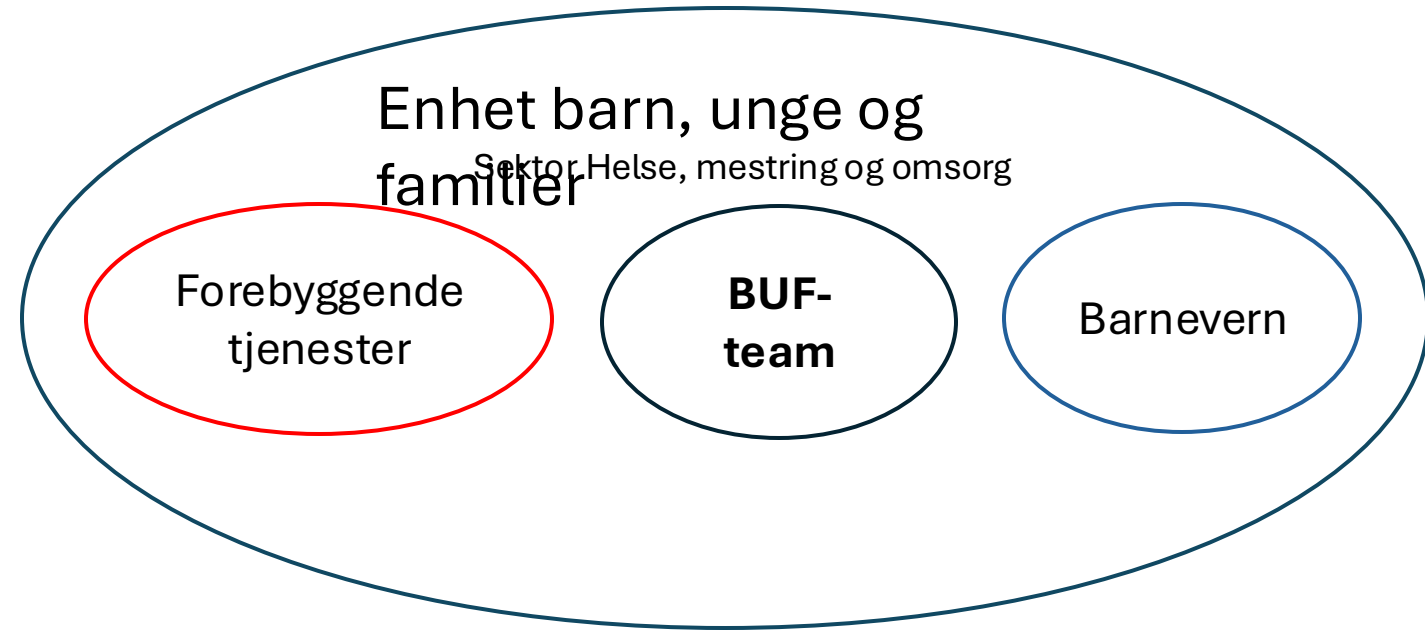 Enhet barn, unge og
familier
Sektor Helse, mestring og omsorg
Forebyggende
tjenester
BUF-
team
Barnevern